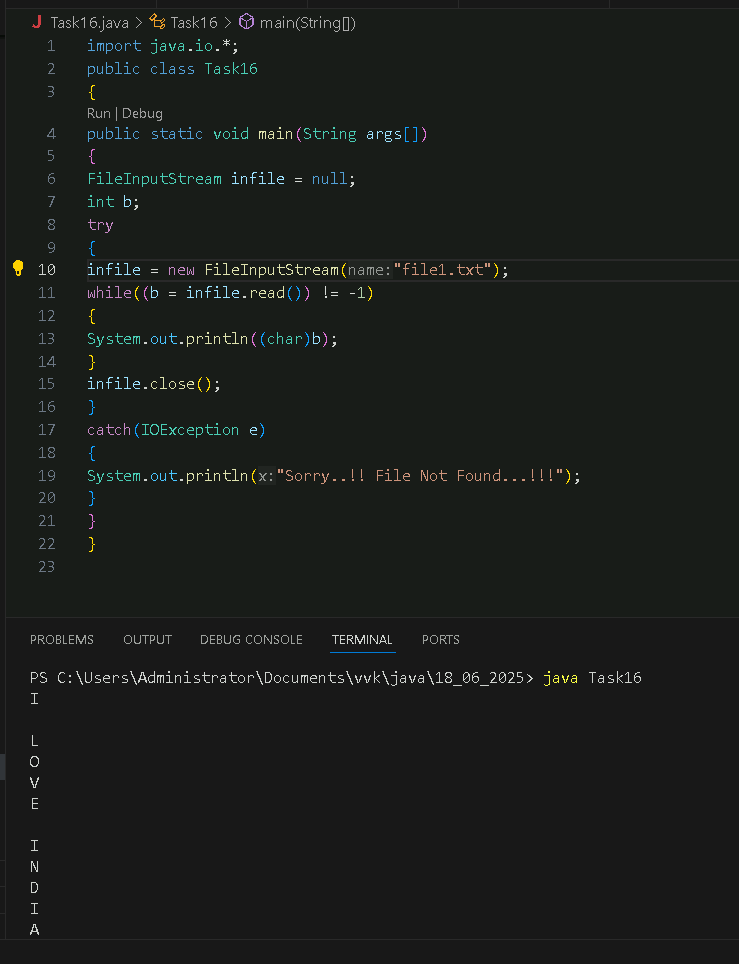 J Task16.java > Task16 > main(String[])
1 import java.io.*;
2 public class Task16
3 {
Run | Debug
4 public static void main(String args[])
5 {
6 FileInputStream infile = null;
7 int b;
8 try
9 {
10 infile = new FileInputStream(name:"file1.txt");
11 while((b = infile.read()) != -1)
12 {
13 System.out.println((char)b);
14 }
15 infile.close();
16 }
17 catch(IOException e)
18 {
19 System.out.println(x:"Sorry..!! File Not Found...!!!");
20 }
21 }
22 }
23
PROBLEMS OUTPUT DEBUG CONSOLE TERMINAL PORTS
PS C:\Users\Administrator\Documents\vvk\java\18_06_2025> java Task16
I
L
O
V
E
I
N
D
I
A